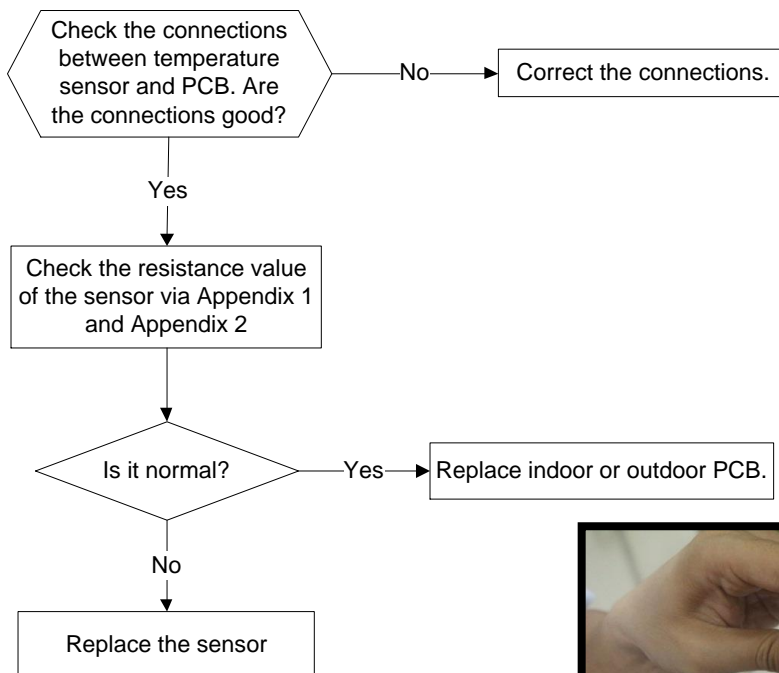 Check the connections
between temperature
sensor and PCB. Are
the connections good?
No
Correct the connections.
Yes
Check the resistance value
of the sensor via Appendix 1
and Appendix 2
Is it normal?
Yes
Replace indoor or outdoor PCB.
No
Replace the sensor